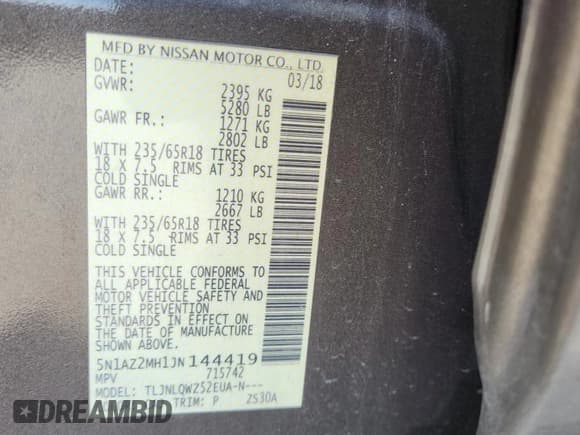 MFD BY NISSAN MOTOR CO., LTD.
DATE: 03/18
GVWR: 2395 KG
5280 LB
GAWR FR.: 1271 KG
2802 LB
WITH 235/65R18 TIRES
18 X 7.5 RIMS AT 33 PSI
COLD SINGLE
GAWR RR.: 1210 KG
2667 LB
WITH 235/65R18 TIRES
18 X 7.5 RIMS AT 33 PSI
COLD SINGLE
THIS VEHICLE CONFORMS TO
ALL APPLICABLE FEDERAL
MOTOR VEHICLE SAFETY AND
THEFT PREVENTION
STANDARDS IN EFFECT ON
THE DATE OF MANUFACTURE
SHOWN ABOVE.
5N1AZ2MH1JN144419
MPV 715742
MODEL: TLJNLQWZ52EUA-N---
TRIM: P ZS30A
DREAMBID
od автобид